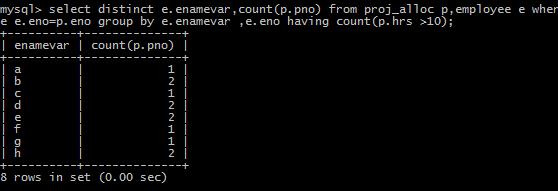 mysql> select distinct e.enamevar,count(p.pno) from proj_alloc p,employee e wher
e e.eno=p.eno group by e.enamevar ,e.eno having count(p.hrs >10);
+----------+--------------+
| enamevar | count(p.pno) |
+----------+--------------+
| a        |            1 |
| b        |            2 |
| c        |            1 |
| d        |            2 |
| e        |            2 |
| f        |            1 |
| g        |            1 |
| h        |            2 |
+----------+--------------+
8 rows in set (0.00 sec)